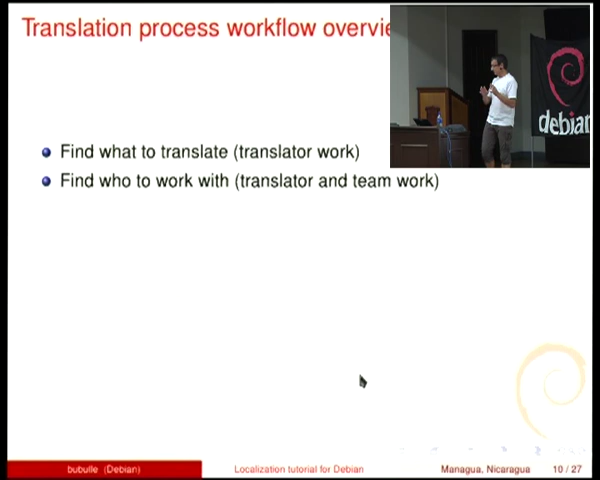 Translation process workflow overvie
debian
Find what to translate (translator work)
Find who to work with (translator and team work)
bubulle (Debian)
Localization tutorial for Debian
Managua, Nicaragua
10 / 27